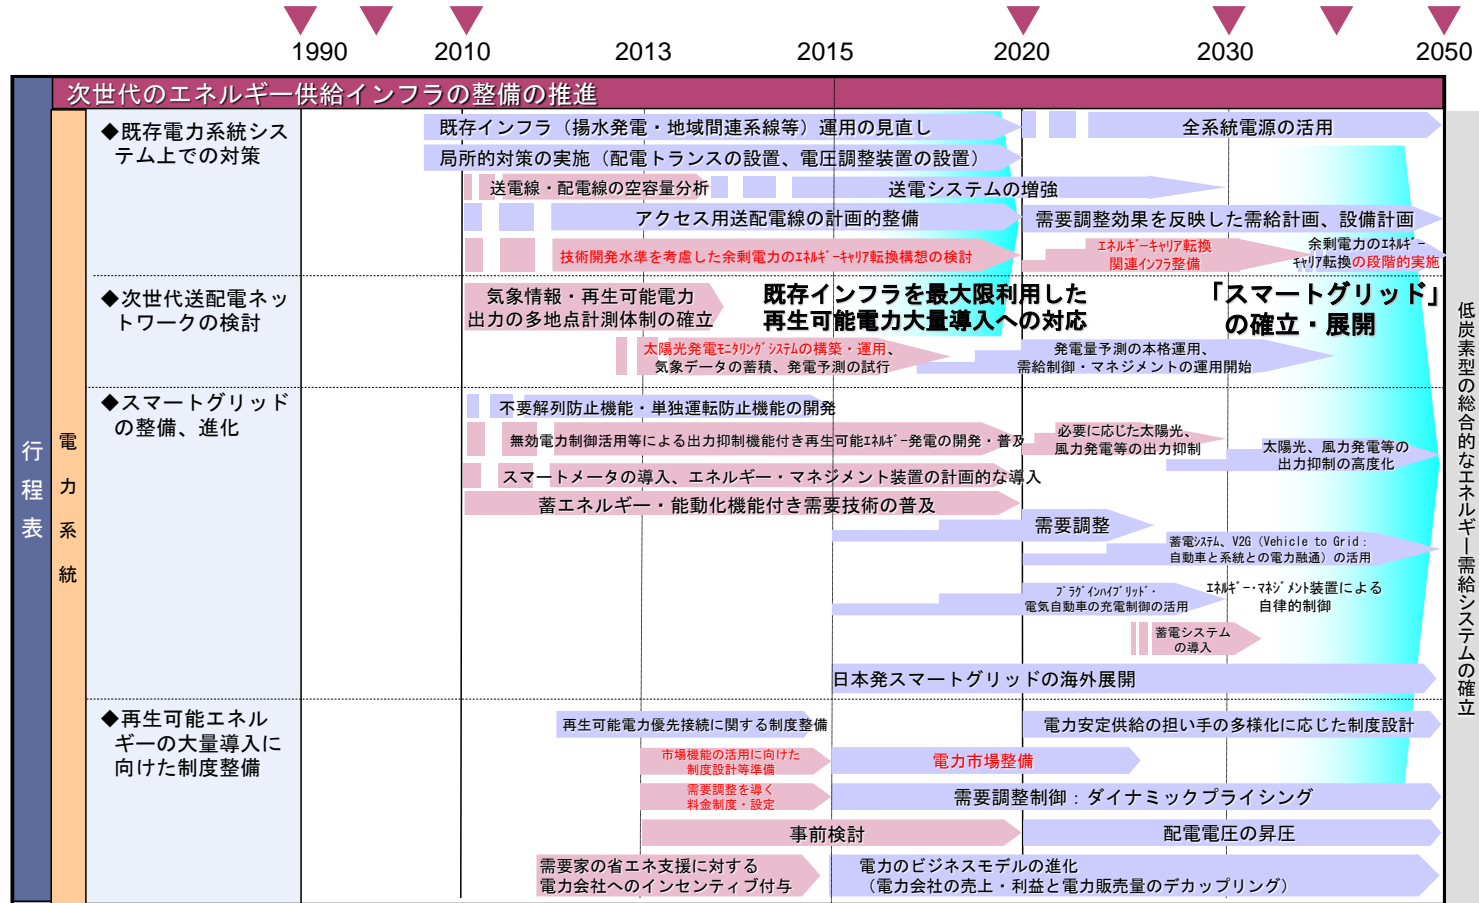 1990
2010
2013
2015
2020
2030
2050
次世代のエネルギー供給インフラの整備の推進
行程表
電力系統
◆既存電力系統シス
テム上での対策
既存インフラ（揚水発電・地域間連系線等）運用の見直し
全系統電源の活用
局所的対策の実施（配電トランスの設置、電圧調整装置の設置）
送電線・配電線の空容量分析
送電システムの増強
アクセス用送配電線の計画的整備
需要調整効果を反映した需給計画、設備計画
技術開発水準を考慮した余剰電力のｴﾈﾙｷﾞｰｷｬﾘｱ転換構想の検討
ｴﾈﾙｷﾞｰｷｬﾘｱ転換
関連インフラ整備
余剰電力のｴﾈﾙｷﾞｰ
ｷｬﾘｱ転換の段階的実施
◆次世代送配電ネッ
トワークの検討
気象情報・再生可能電力
出力の多地点計測体制の確立
既存インフラを最大限利用した
再生可能電力大量導入への対応
「スマートグリッド」
の確立・展開
太陽光発電ﾓﾆﾀﾘﾝｸﾞｼｽﾃﾑの構築・運用、
気象データの蓄積、発電予測の試行
発電量予測の本格運用、
需給制御・マネジメントの運用開始
◆スマートグリッド
の整備、進化
不要解列防止機能・単独運転防止機能の開発
無効電力制御活用等による出力抑制機能付き再生可能ｴﾈﾙｷﾞｰ発電の開発・普及
必要に応じた太陽光、
風力発電等の出力抑制
太陽光、風力発電等の
出力抑制の高度化
スマートメータの導入、エネルギー・マネジメント装置の計画的な導入
蓄エネルギー・能動化機能付き需要技術の普及
需要調整
蓄電ｼｽﾃﾑ、V2G（Vehicle to Grid：
自動車と系統との電力融通）の活用
ﾌﾟﾗｸﾞｲﾝﾊｲﾌﾞﾘｯﾄﾞ・
電気自動車の充電制御の活用
ｴﾈﾙｷﾞｰ・ﾏﾈｼﾞﾒﾝﾄ装置による
自律的制御
蓄電システム
の導入
日本発スマートグリッドの海外展開
◆再生可能エネル
ギーの大量導入に
向けた制度整備
再生可能電力優先接続に関する制度整備
電力安定供給の担い手の多様化に応じた制度設計
市場機能の活用に向けた
制度設計等準備
電力市場整備
需要調整を導く
料金制度・設定
需要調整制御：ダイナミックプライシング
事前検討
配電電圧の昇圧
需要家の省エネ支援に対する
電力会社へのインセンティブ付与
電力のビジネスモデルの進化
（電力会社の売上・利益と電力販売量のデカップリング）
低炭素型の総合的なエネルギー需給システムの確立